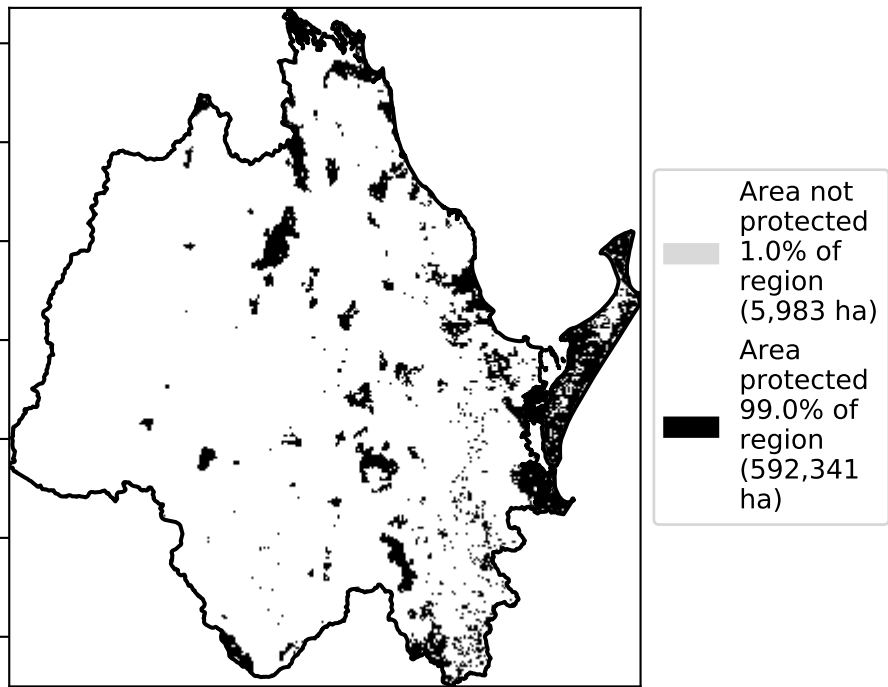 Area not
protected
1.0% of
region
(5,983 ha)
Area
protected
99.0% of
region
(592,341
ha)